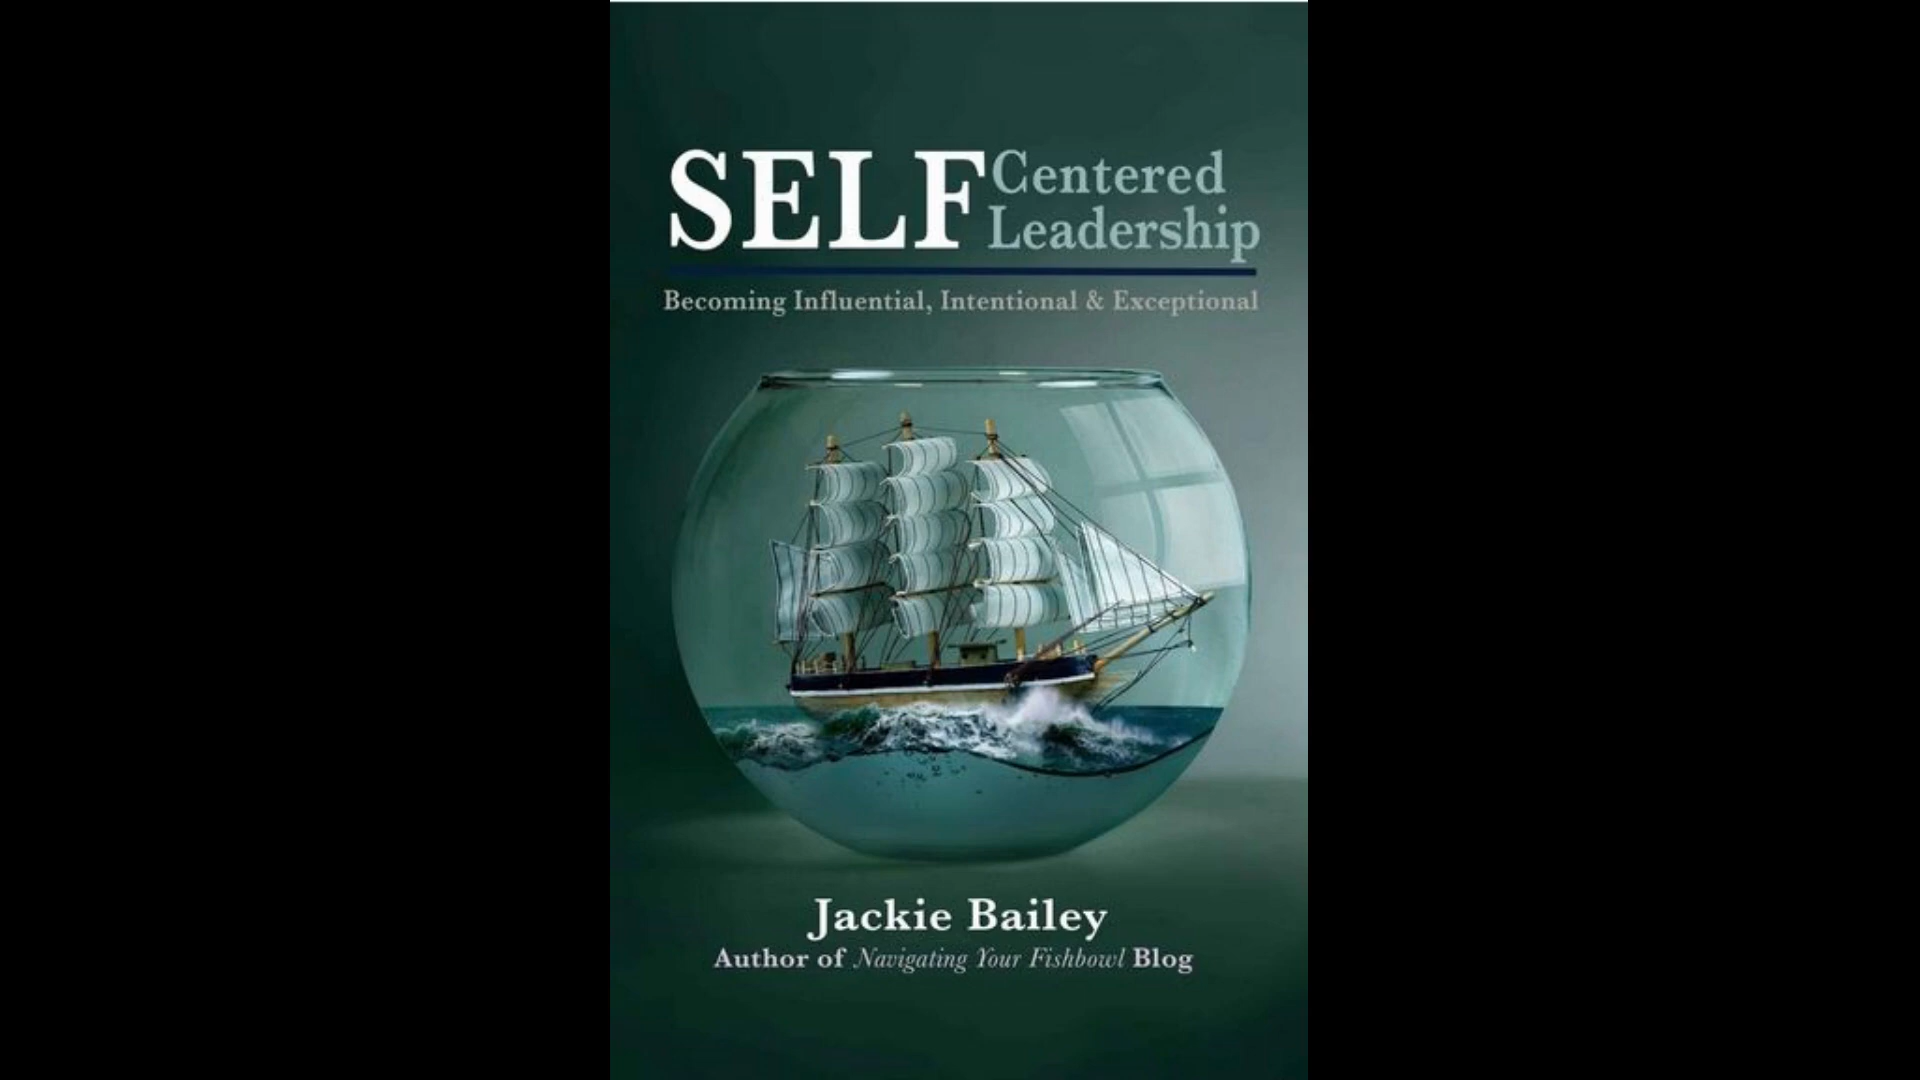 SELF Centered
Leadership
Becoming Influential, Intentional & Exceptional
Jackie Bailey
Author of Navigating Your Fishbowl Blog